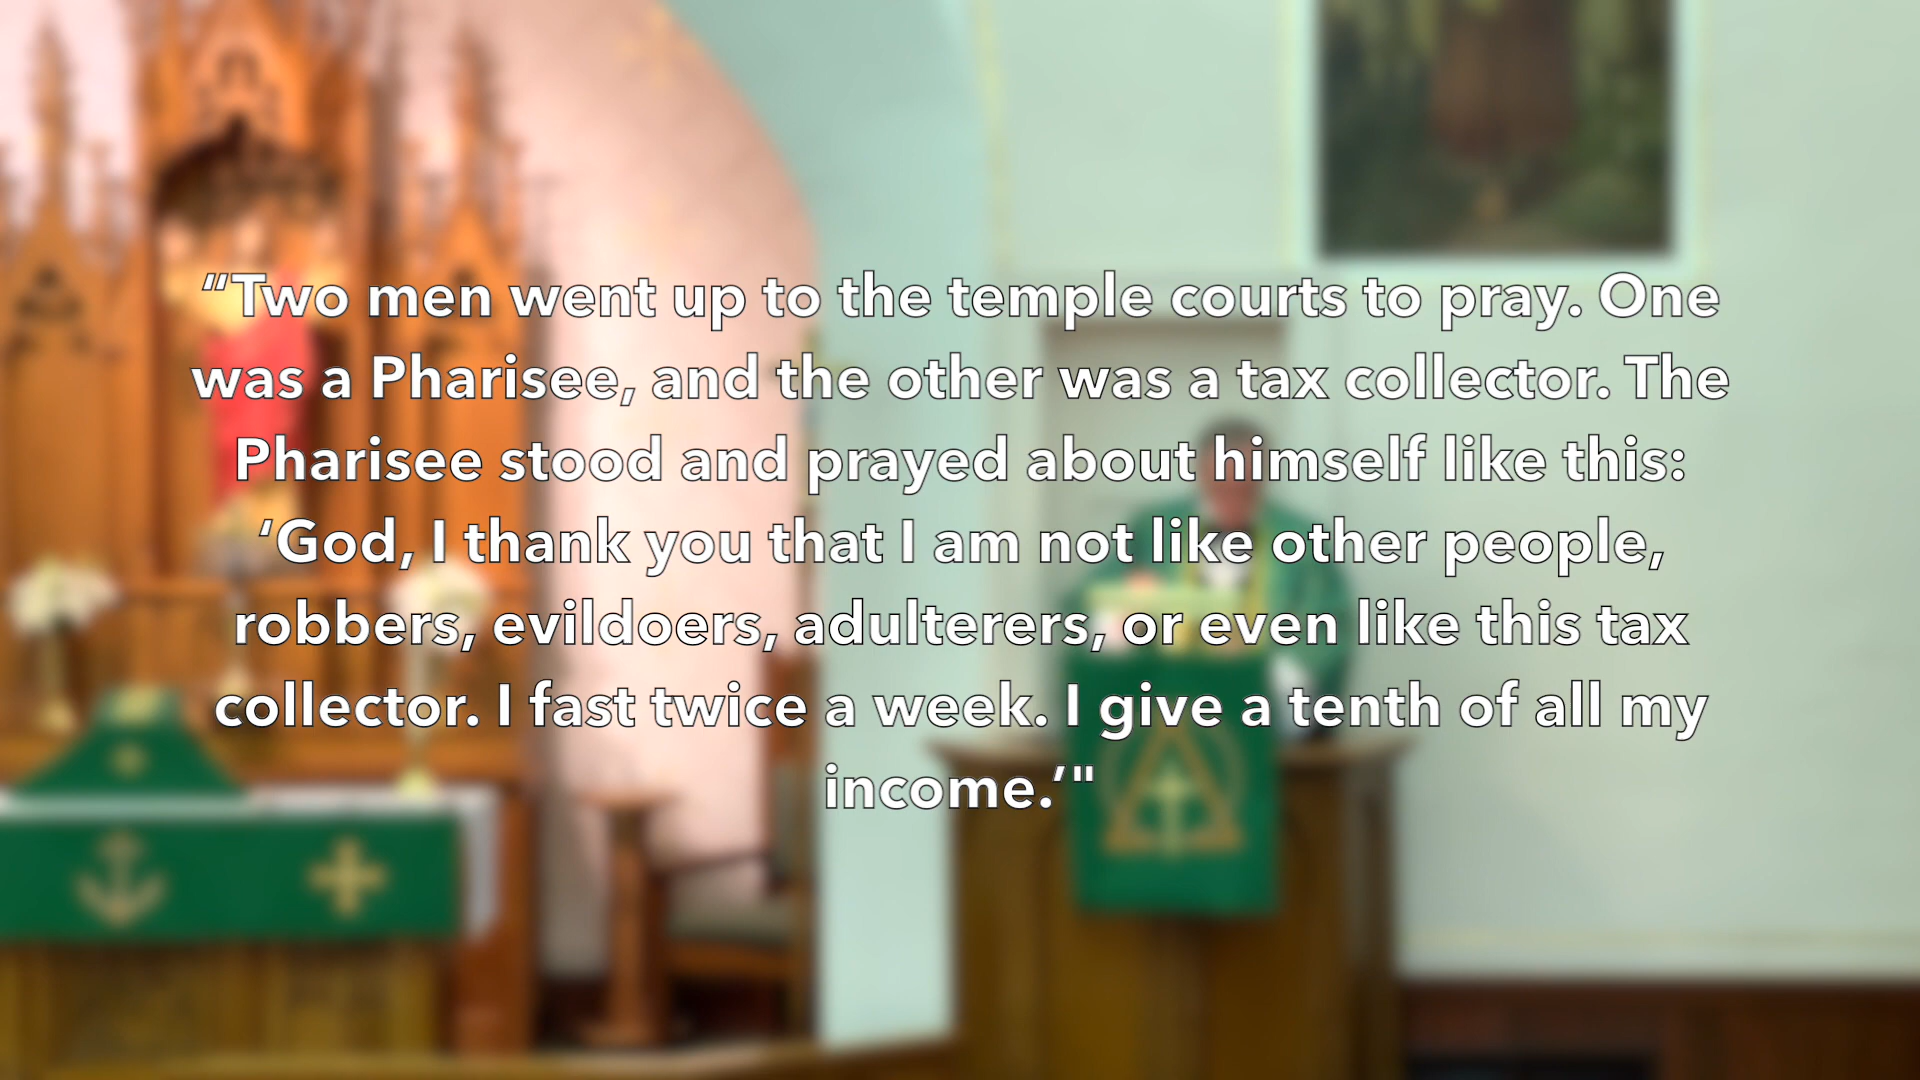 “Two men went up to the temple courts to pray. One
was a Pharisee, and the other was a tax collector. The
Pharisee stood and prayed about himself like this:
‘God, I thank you that I am not like other people,
robbers, evildoers, adulterers, or even like this tax
collector. I fast twice a week. I give a tenth of all my
income.’"